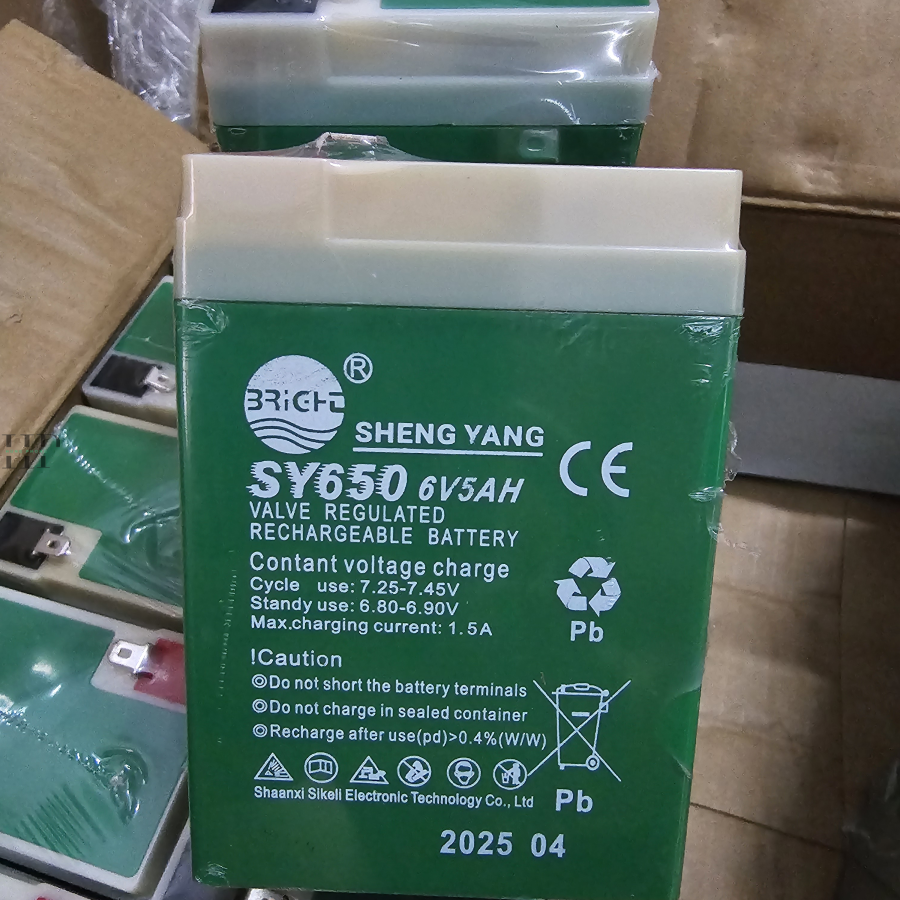 BRiGHt ®
SHENG YANG
SY650 6V5AH
CE
VALVE REGULATED
RECHARGEABLE BATTERY
Contant voltage charge
Cycle use: 7.25-7.45V
Standy use: 6.80-6.90V
Max.charging current: 1.5A
Pb
!Caution
◎Do not short the battery terminals
◎Do not charge in sealed container
◎Recharge after use(pd)>0.4%(W/W)
Shaanxi Sikeli Electronic Technology Co., Ltd
Pb
2025 04